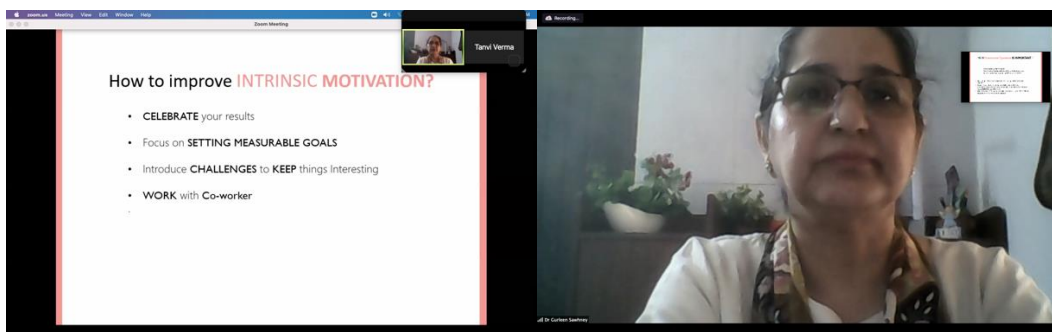 zoom.us Meeting View Edit Window Help
Zoom Meeting
Tanvi Verma
How to improve INTRINSIC MOTIVATION?
• CELEBRATE your results
• Focus on SETTING MEASURABLE GOALS
• Introduce CHALLENGES to KEEP things Interesting
• WORK with Co-worker
Recording...
Dr Gurleen Sawhney